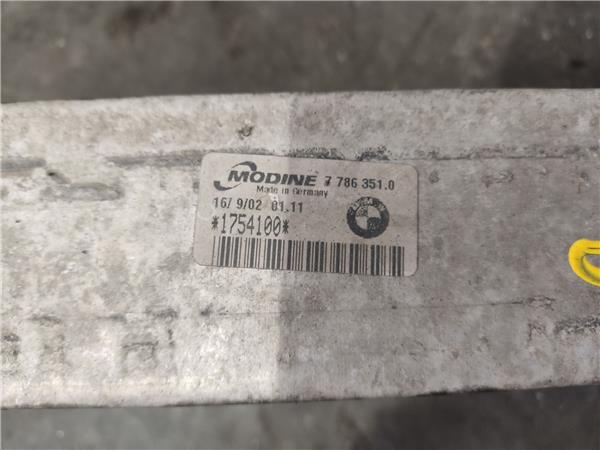 MODINE 7 786 351.0
Made in Germany
16/ 9/02 01.11
*1754100*